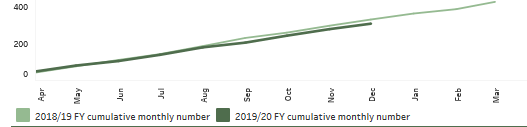 400
200
0
Apr May Jun Jul Aug Sep Oct Nov Dec Jan Feb Mar
2018/19 FY cumulative monthly number 2019/20 FY cumulative monthly number